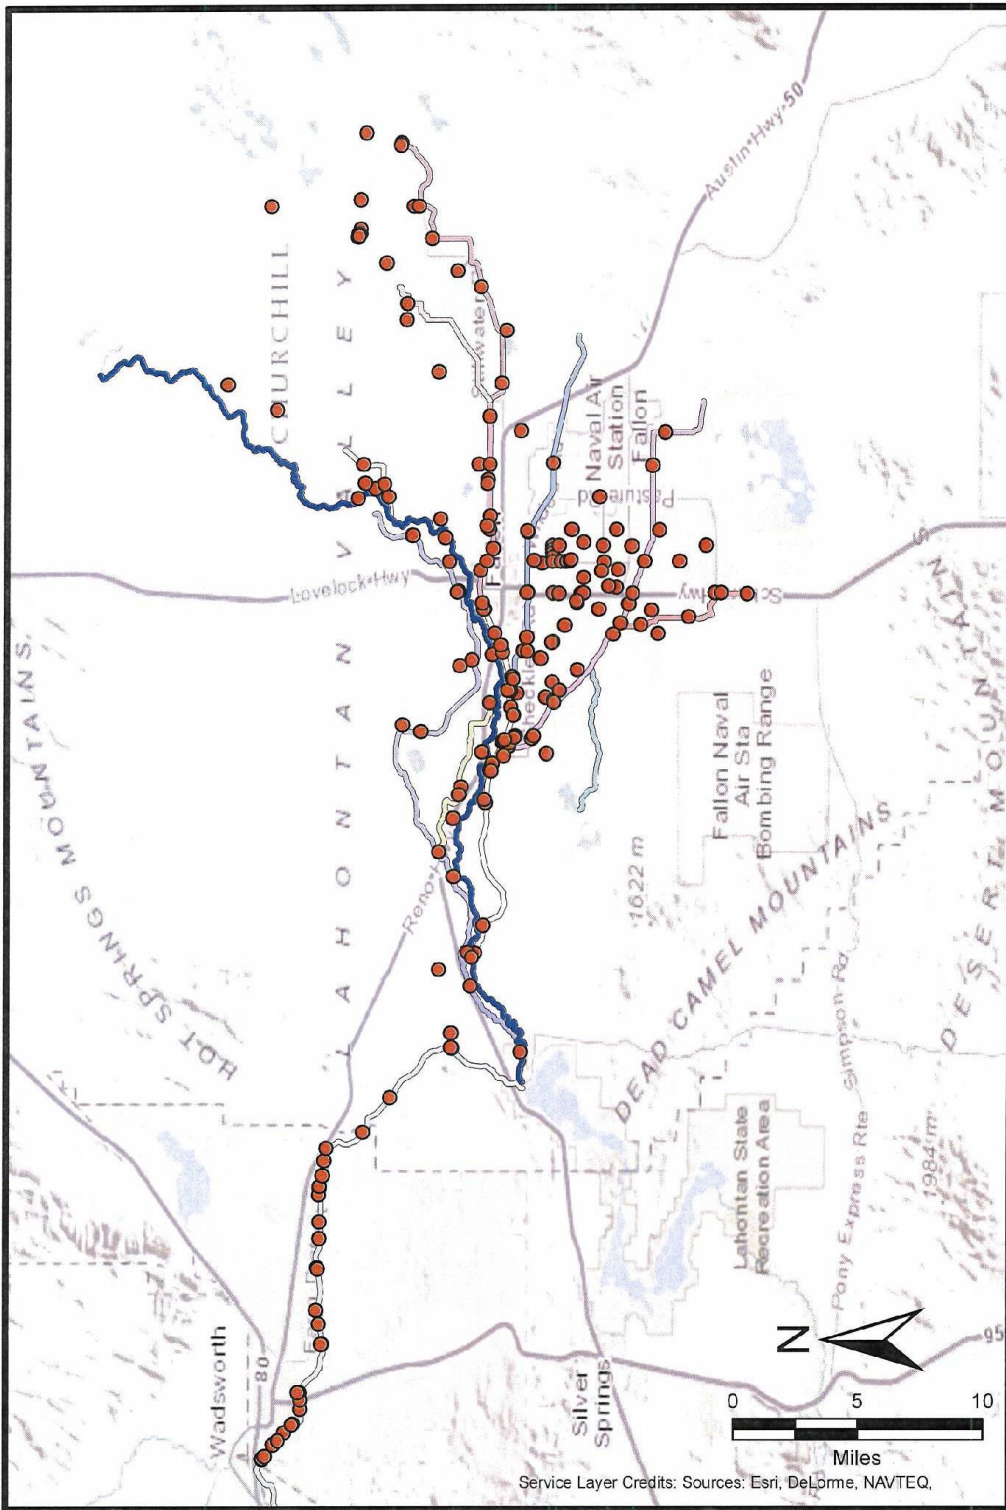 Austin Hwy 50
CHURCHILL
Stillwater
LAHONTAN VALLEY
Naval Air
Station
Fallon
Pasture Rd
Lovelock Hwy
HOT SPRINGS MOUNTAINS
Fallon Naval
Air Sta
Bombing Range
1622 m
DEAD CAMEL MOUNTAINS
DESERT MOUNTAINS
Simpson Rd
Pony Express Rte
1984 m
Lahontan State
Recreation Area
Wadsworth
80
Silver
Springs
95
N
0 5 10
Miles
Service Layer Credits: Sources: Esri, DeLorme, NAVTEQ,